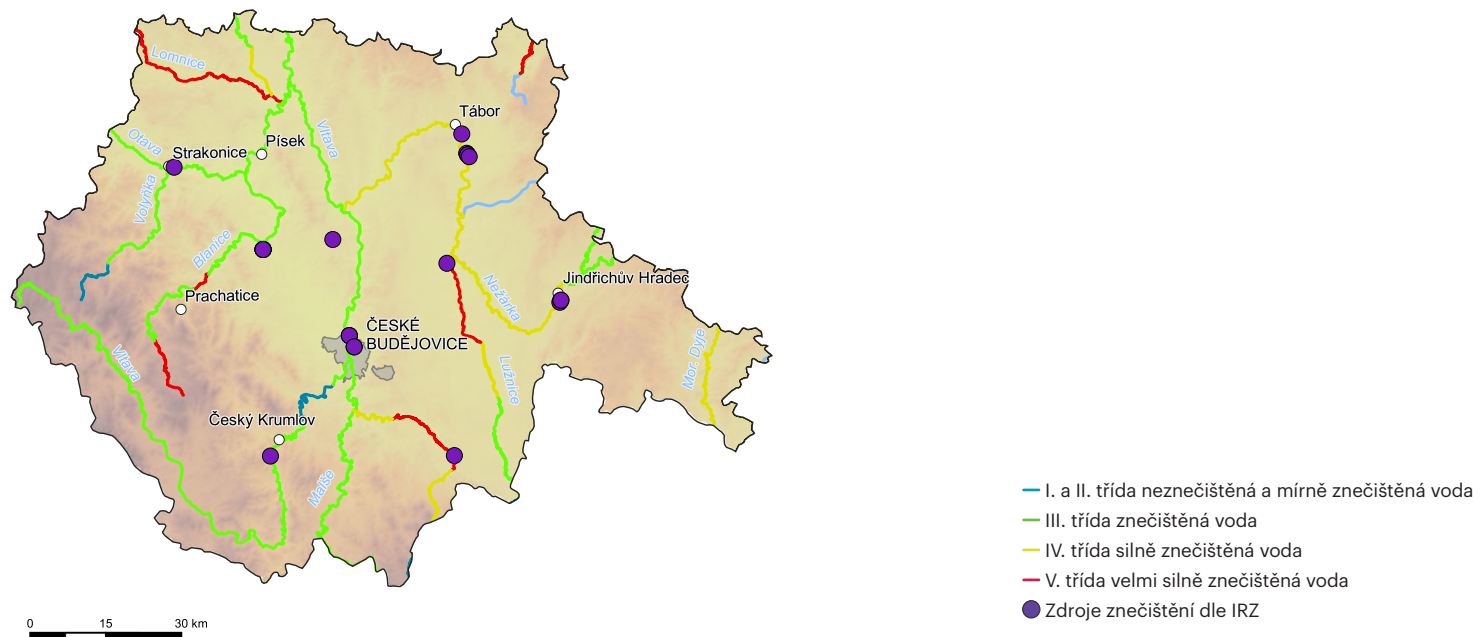 Lomnice
Tábor
Vltava
Otava
Písek
Strakonice
Volyňka
Blanice
Jindřichův Hradec
Nežárka
Prachatice
ČESKÉ
BUDĚJOVICE
Vltava
Mor. Dyje
Lužnice
Český Krumlov
Malše
I. a II. třída neznečištěná a mírně znečištěná voda
III. třída znečištěná voda
IV. třída silně znečištěná voda
V. třída velmi silně znečištěná voda
Zdroje znečištění dle IRZ
0 15 30 km